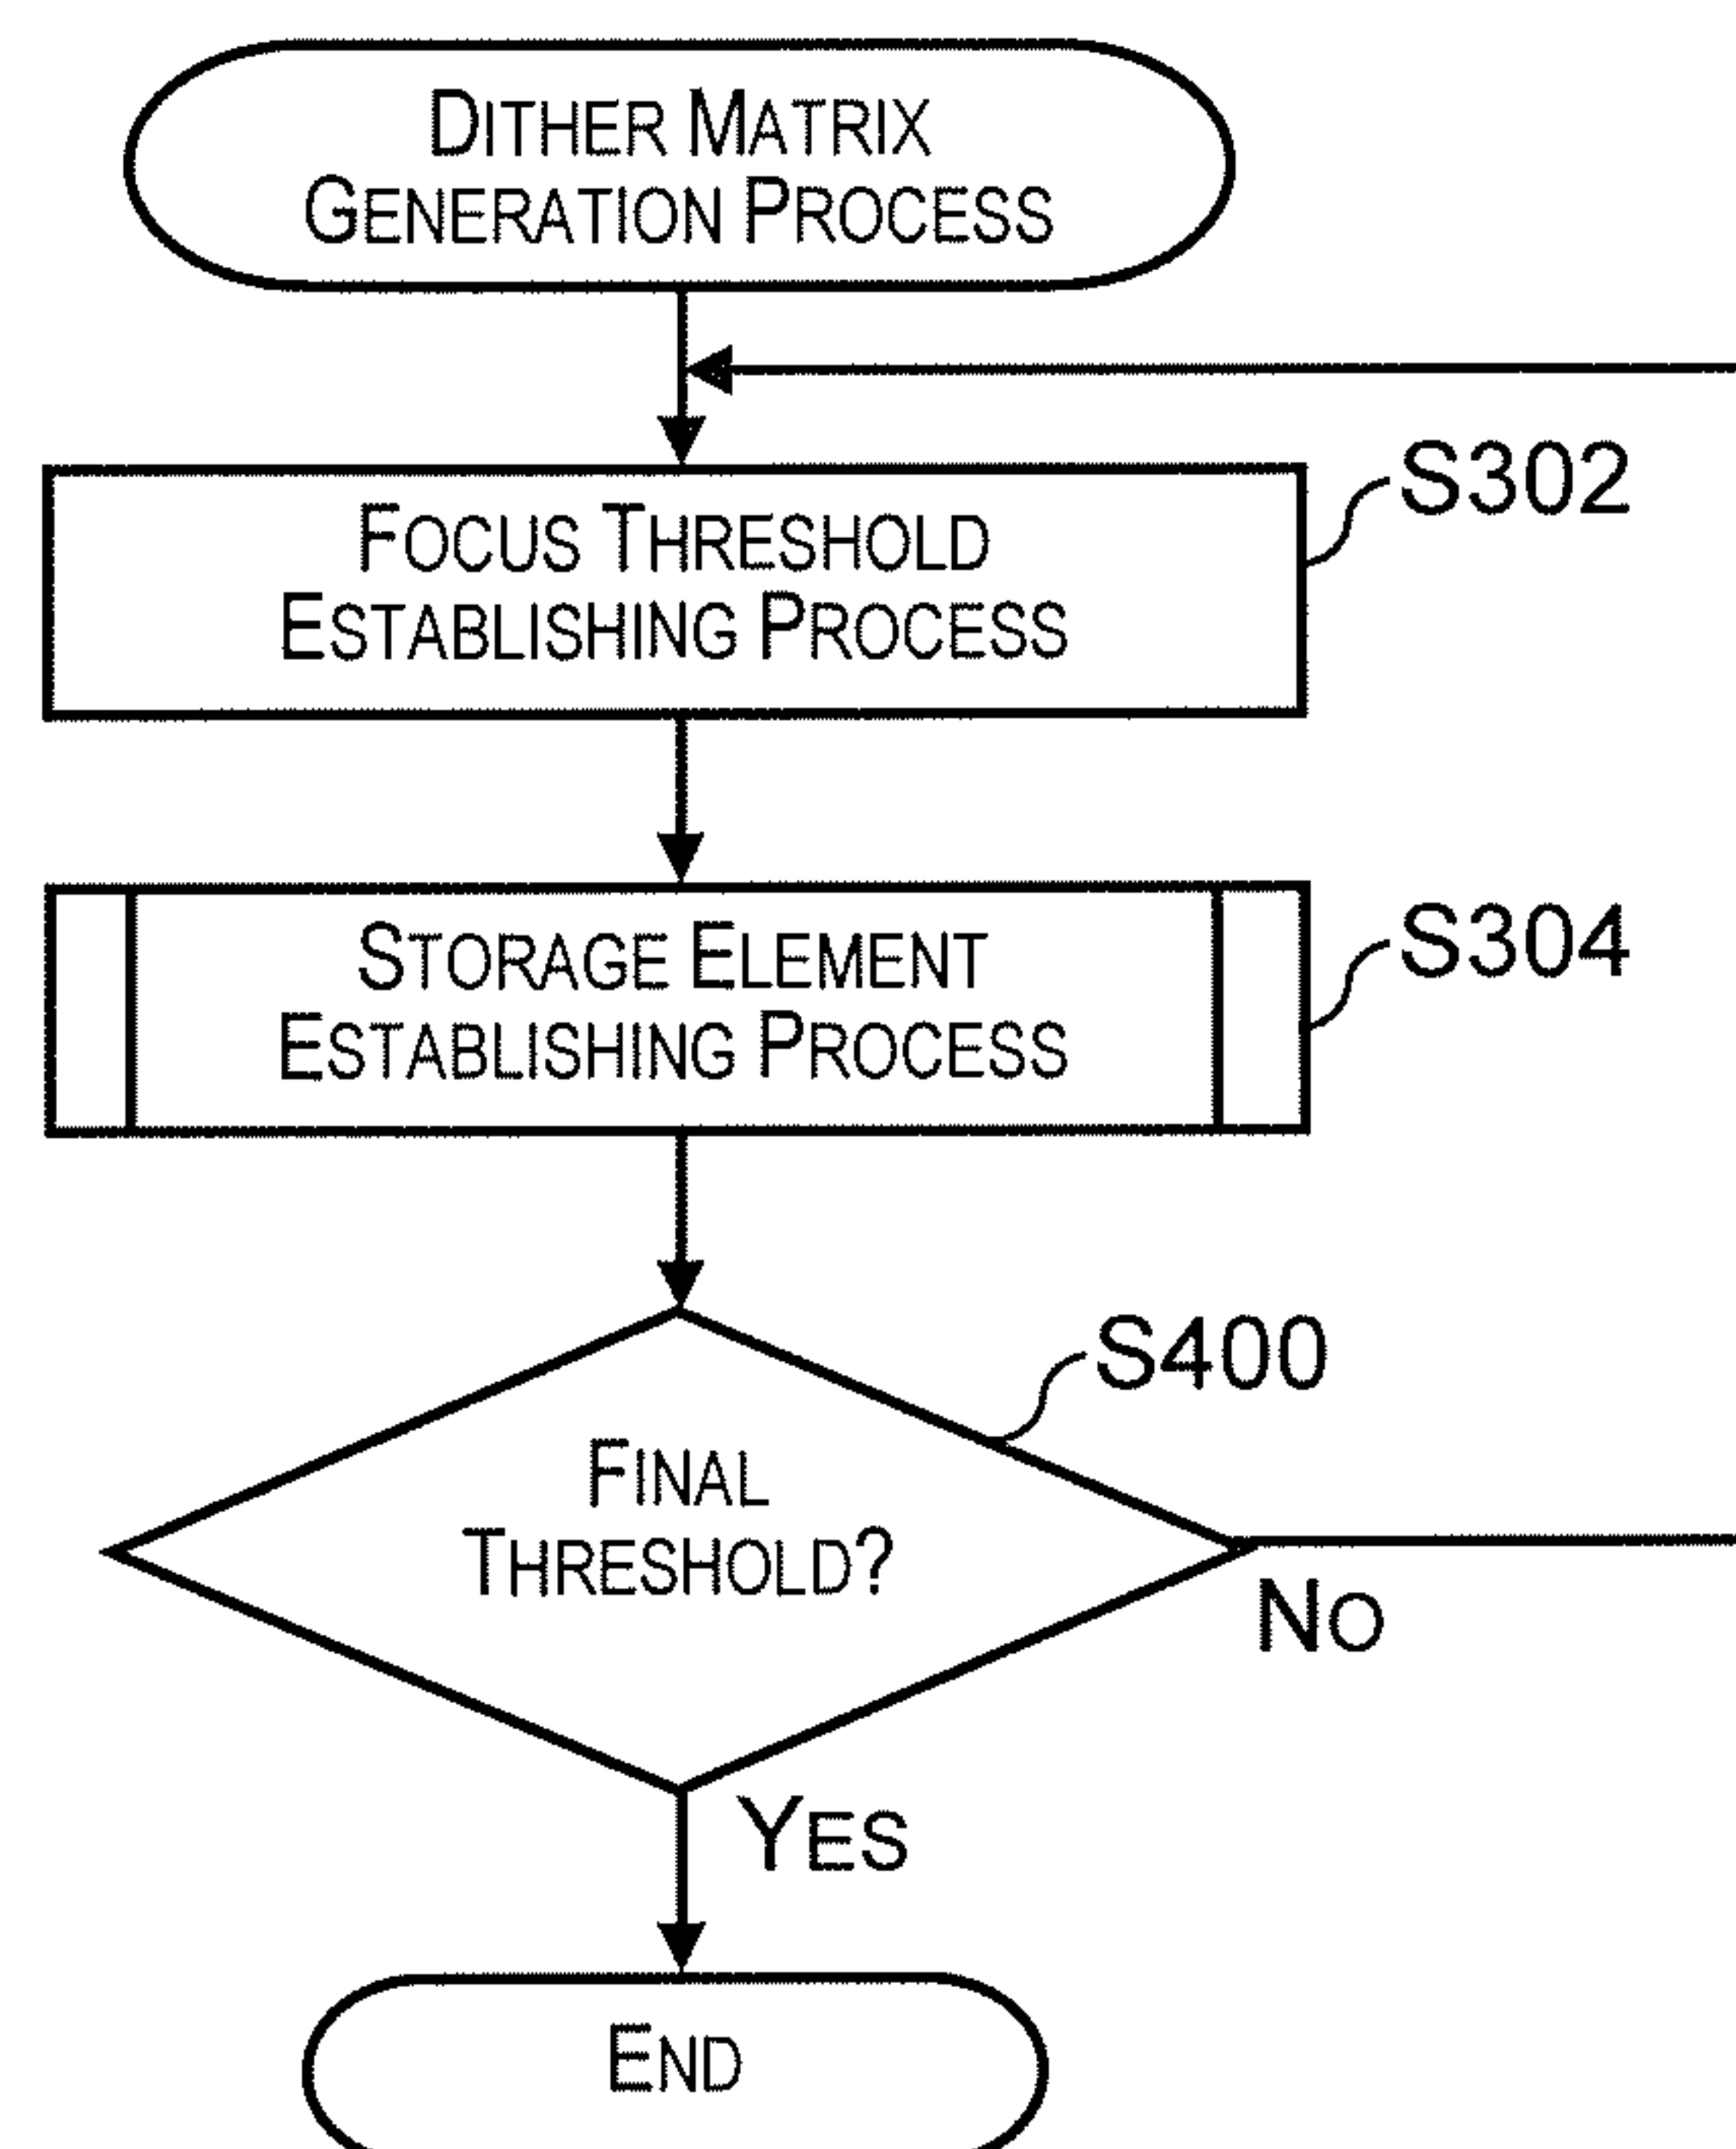 DITHER MATRIX
GENERATION PROCESS
S302
FOCUS THRESHOLD
ESTABLISHING PROCESS
S304
STORAGE ELEMENT
ESTABLISHING PROCESS
S400
FINAL
THRESHOLD?
NO
YES
END